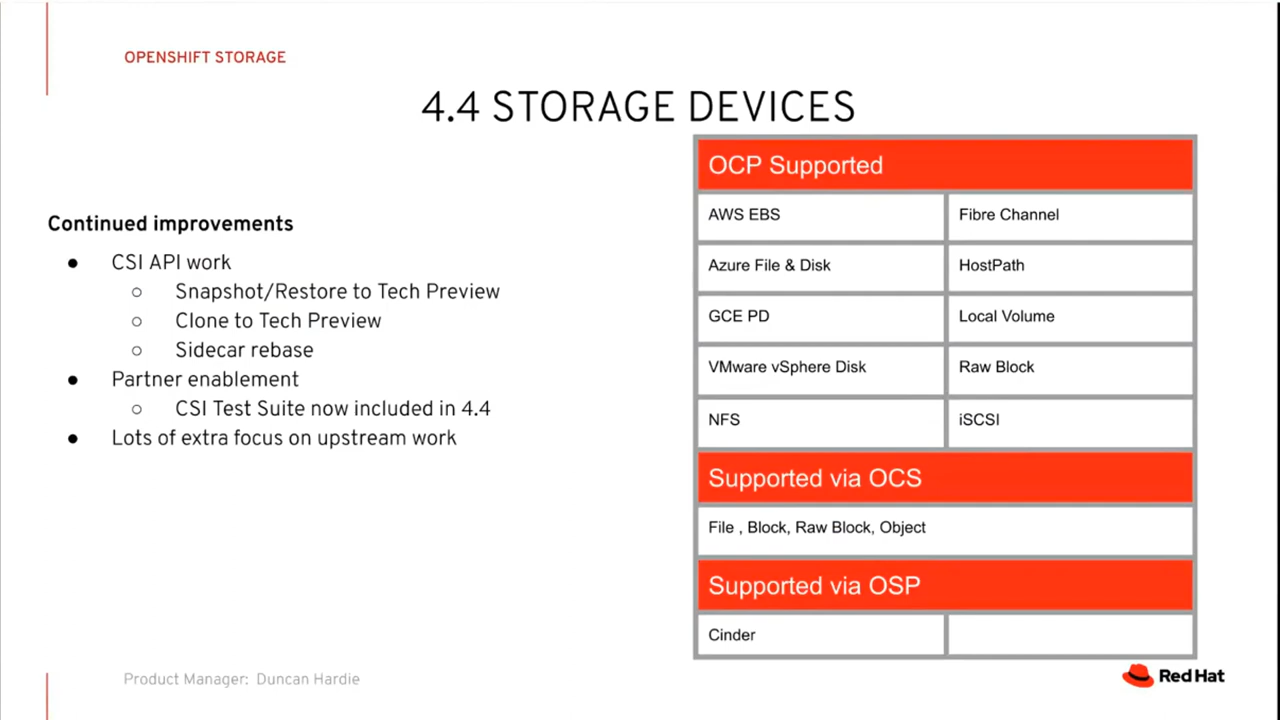 OPENSHIFT STORAGE
4.4 STORAGE DEVICES
Continued improvements
● CSI API work
○ Snapshot/Restore to Tech Preview
○ Clone to Tech Preview
○ Sidecar rebase
● Partner enablement
○ CSI Test Suite now included in 4.4
● Lots of extra focus on upstream work
OCP Supported
AWS EBS
Fibre Channel
Azure File & Disk
HostPath
GCE PD
Local Volume
VMware vSphere Disk
Raw Block
NFS
iSCSI
Supported via OCS
File , Block, Raw Block, Object
Supported via OSP
Cinder
Product Manager: Duncan Hardie
Red Hat